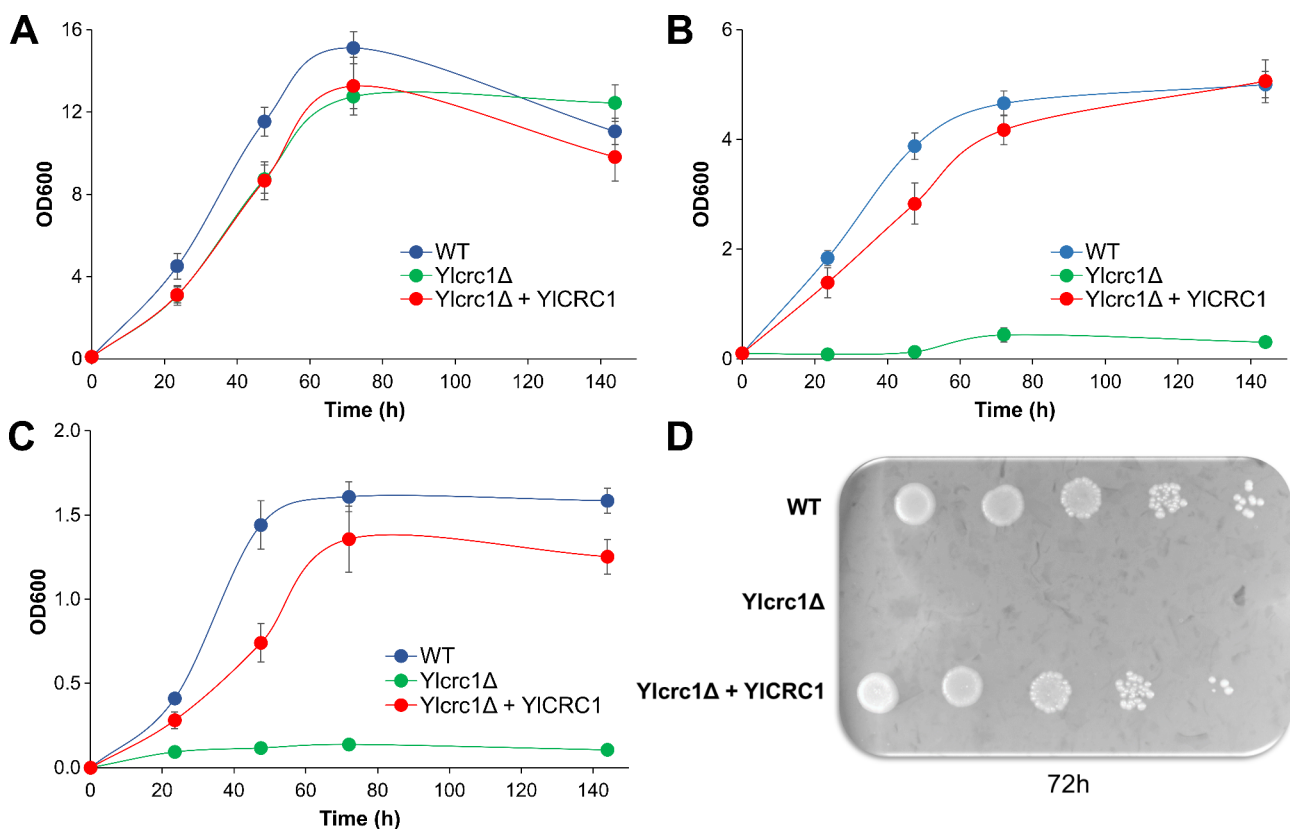 A
16
12
8
4
0
OD600
0 20 40 60 80 100 120 140
Time (h)
WT
Ylcrc1Δ
Ylcrc1Δ + YlCRC1
B
6
4
2
0
OD600
0 20 40 60 80 100 120 140
Time (h)
WT
Ylcrc1Δ
Ylcrc1Δ + YlCRC1
C
2.0
1.5
1.0
0.5
0.0
OD600
0 20 40 60 80 100 120 140
Time (h)
WT
Ylcrc1Δ
Ylcrc1Δ + YlCRC1
D
WT
Ylcrc1Δ
Ylcrc1Δ + YlCRC1
72h